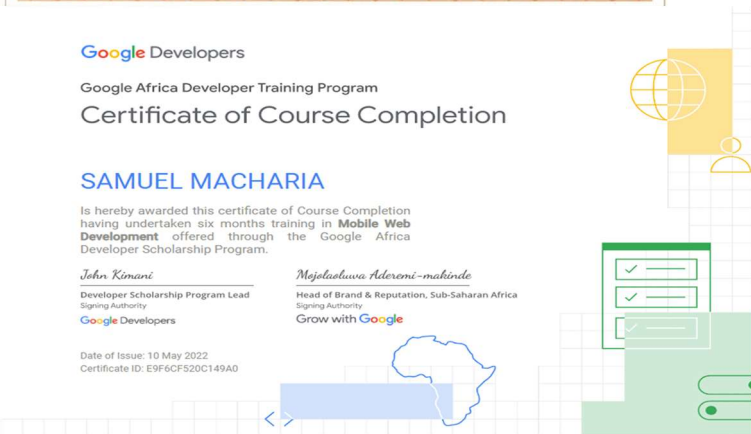 Google Developers
Google Africa Developer Training Program
Certificate of Course Completion
SAMUEL MACHARIA
Is hereby awarded this certificate of Course Completion
having undertaken six months training in Mobile Web
Development offered through the Google Africa
Developer Scholarship Program.
John Kimani
Developer Scholarship Program Lead
Signing Authority
Google Developers
Mojolaoluwa Aderemi-makinde
Head of Brand & Reputation, Sub-Saharan Africa
Signing Authority
Grow with Google
Date of Issue: 10 May 2022
Certificate ID: E9F6CF520C149A0